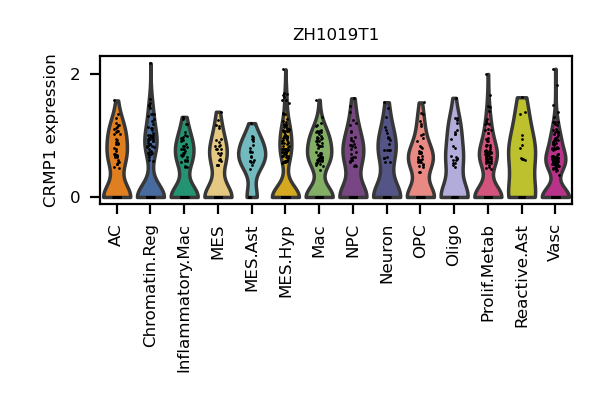 ZH1019T1
CRMP1 expression
2
0
AC
Chromatin.Reg
Inflammatory.Mac
MES
MES.Ast
MES.Hyp
Mac
NPC
Neuron
OPC
Oligo
Prolif.Metab
Reactive.Ast
Vasc